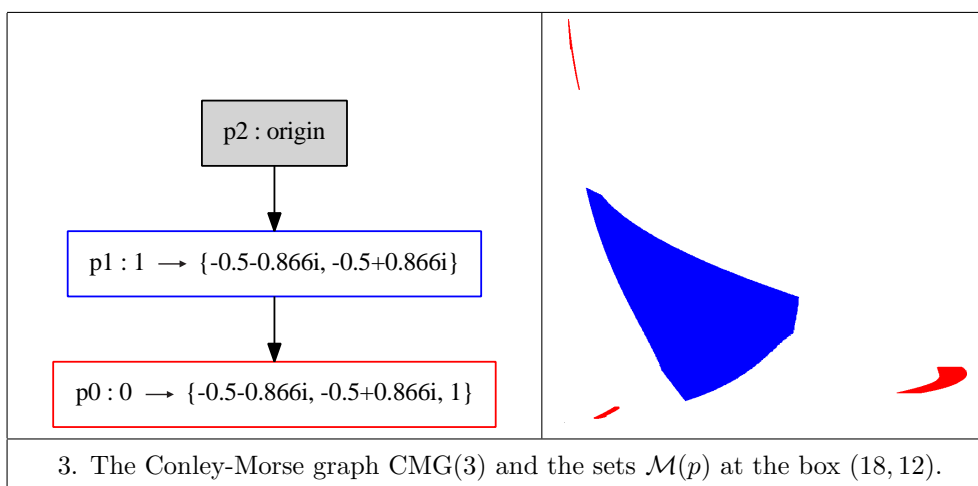 p2 : origin
p1 : 1 → {-0.5-0.866i, -0.5+0.866i}
p0 : 0 → {-0.5-0.866i, -0.5+0.866i, 1}
3. The Conley-Morse graph CMG(3) and the sets ℳ(p) at the box (18, 12).